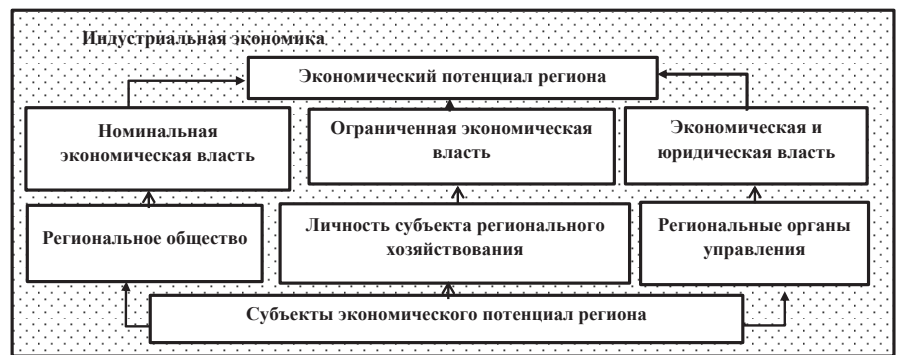 Индустриальная экономика
Экономический потенциал региона
Номинальная
экономическая власть
Ограниченная экономическая
власть
Экономическая и
юридическая власть
Региональное общество
Личность субъекта регионального
хозяйствования
Региональные органы
управления
Субъекты экономического потенциал региона